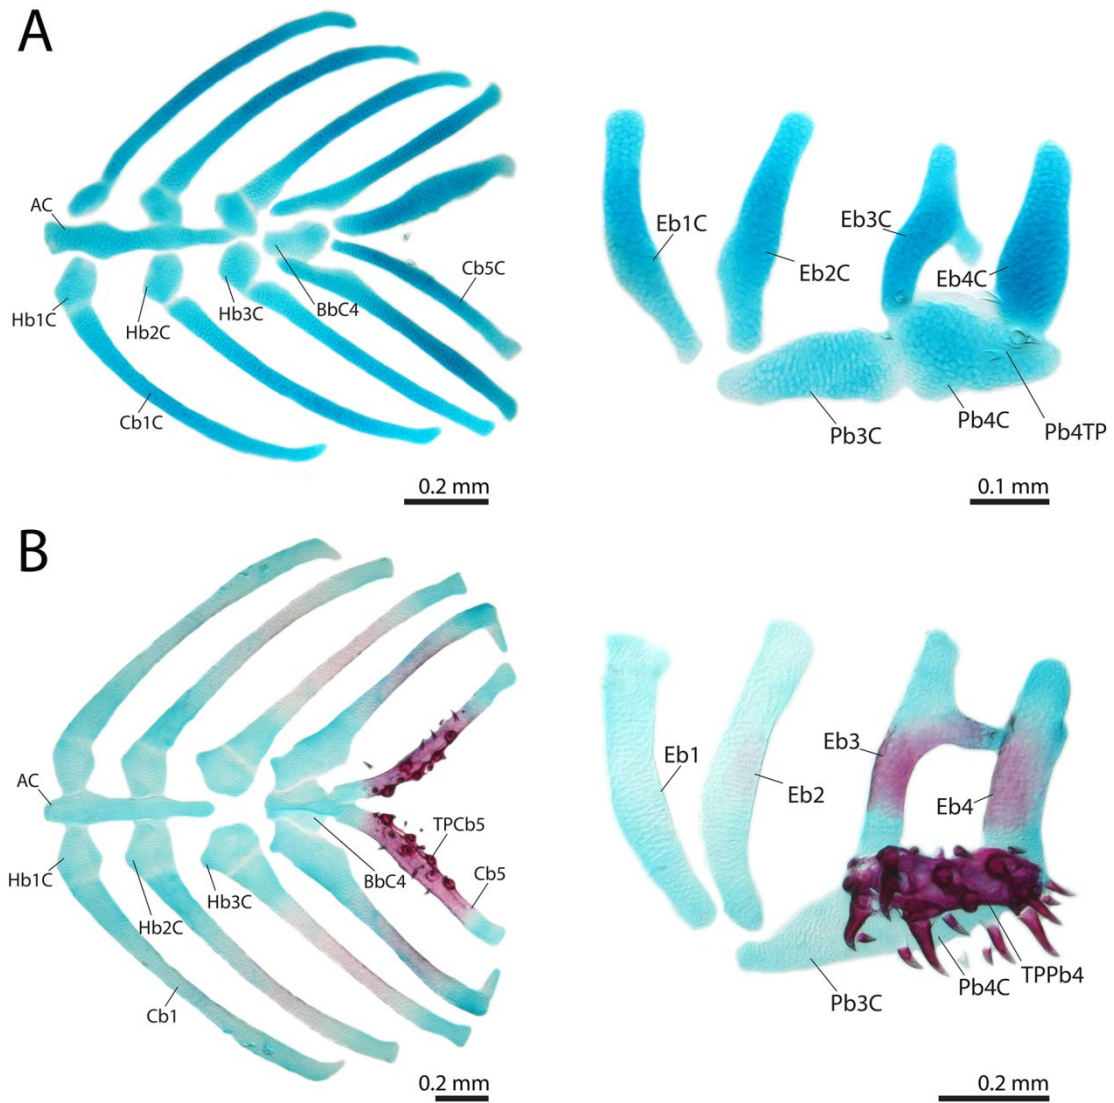 A
AC
Hb1C
Hb2C
Hb3C
BbC4
Cb5C
Cb1C
0.2 mm
Eb1C
Eb2C
Eb3C
Eb4C
Pb3C
Pb4C
Pb4TP
0.1 mm
B
AC
Hb1C
Hb2C
Hb3C
BbC4
TPCb5
Cb5
Cb1
0.2 mm
Eb1
Eb2
Eb3
Eb4
Pb3C
Pb4C
TPPb4
0.2 mm